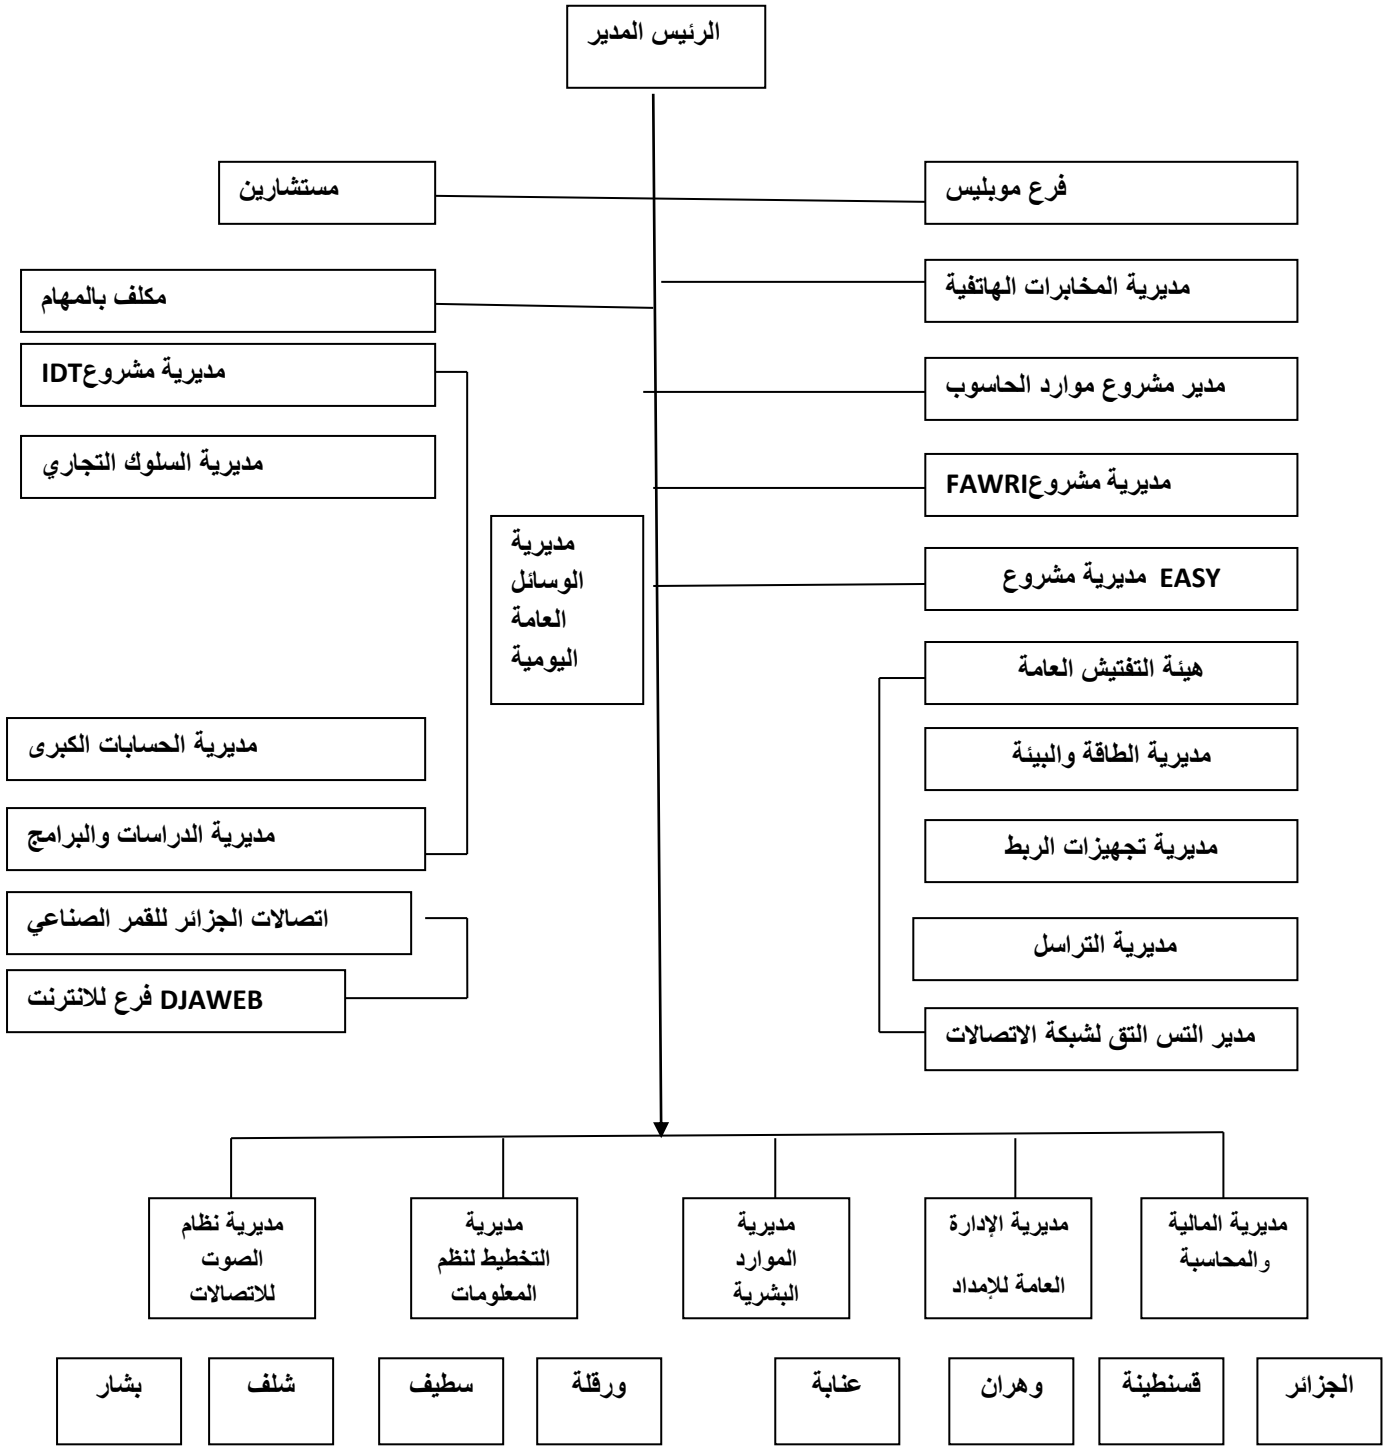 الرئيس المدير
فرع موبليس
مستشارين
مديرية المخابرات الهاتفية
مكلف بالمهام
مدير مشروع موارد الحاسوب
مديرية مشروعIDT
مديرية السلوك التجاري
مديرية مشروعFAWRI
مديرية
الوسائل
العامة
اليومية
EASY مديرية مشروع
هيئة التفتيش العامة
مديرية الطاقة والبيئة
مديرية الحسابات الكبرى
مديرية تجهيزات الربط
مديرية الدراسات والبرامج
مديرية التراسل
اتصالات الجزائر للقمر الصناعي
DJAWEB فرع للانترنت
مدير التس التق لشبكة الاتصالات
مديرية المالية
والمحاسبة
مديرية الإدارة
العامة للإمداد
مديرية
الموارد
البشرية
مديرية
التخطيط لنظم
المعلومات
مديرية نظام
الصوت
للاتصالات
الجزائر
قسنطينة
وهران
عنابة
ورقلة
سطيف
شلف
بشار